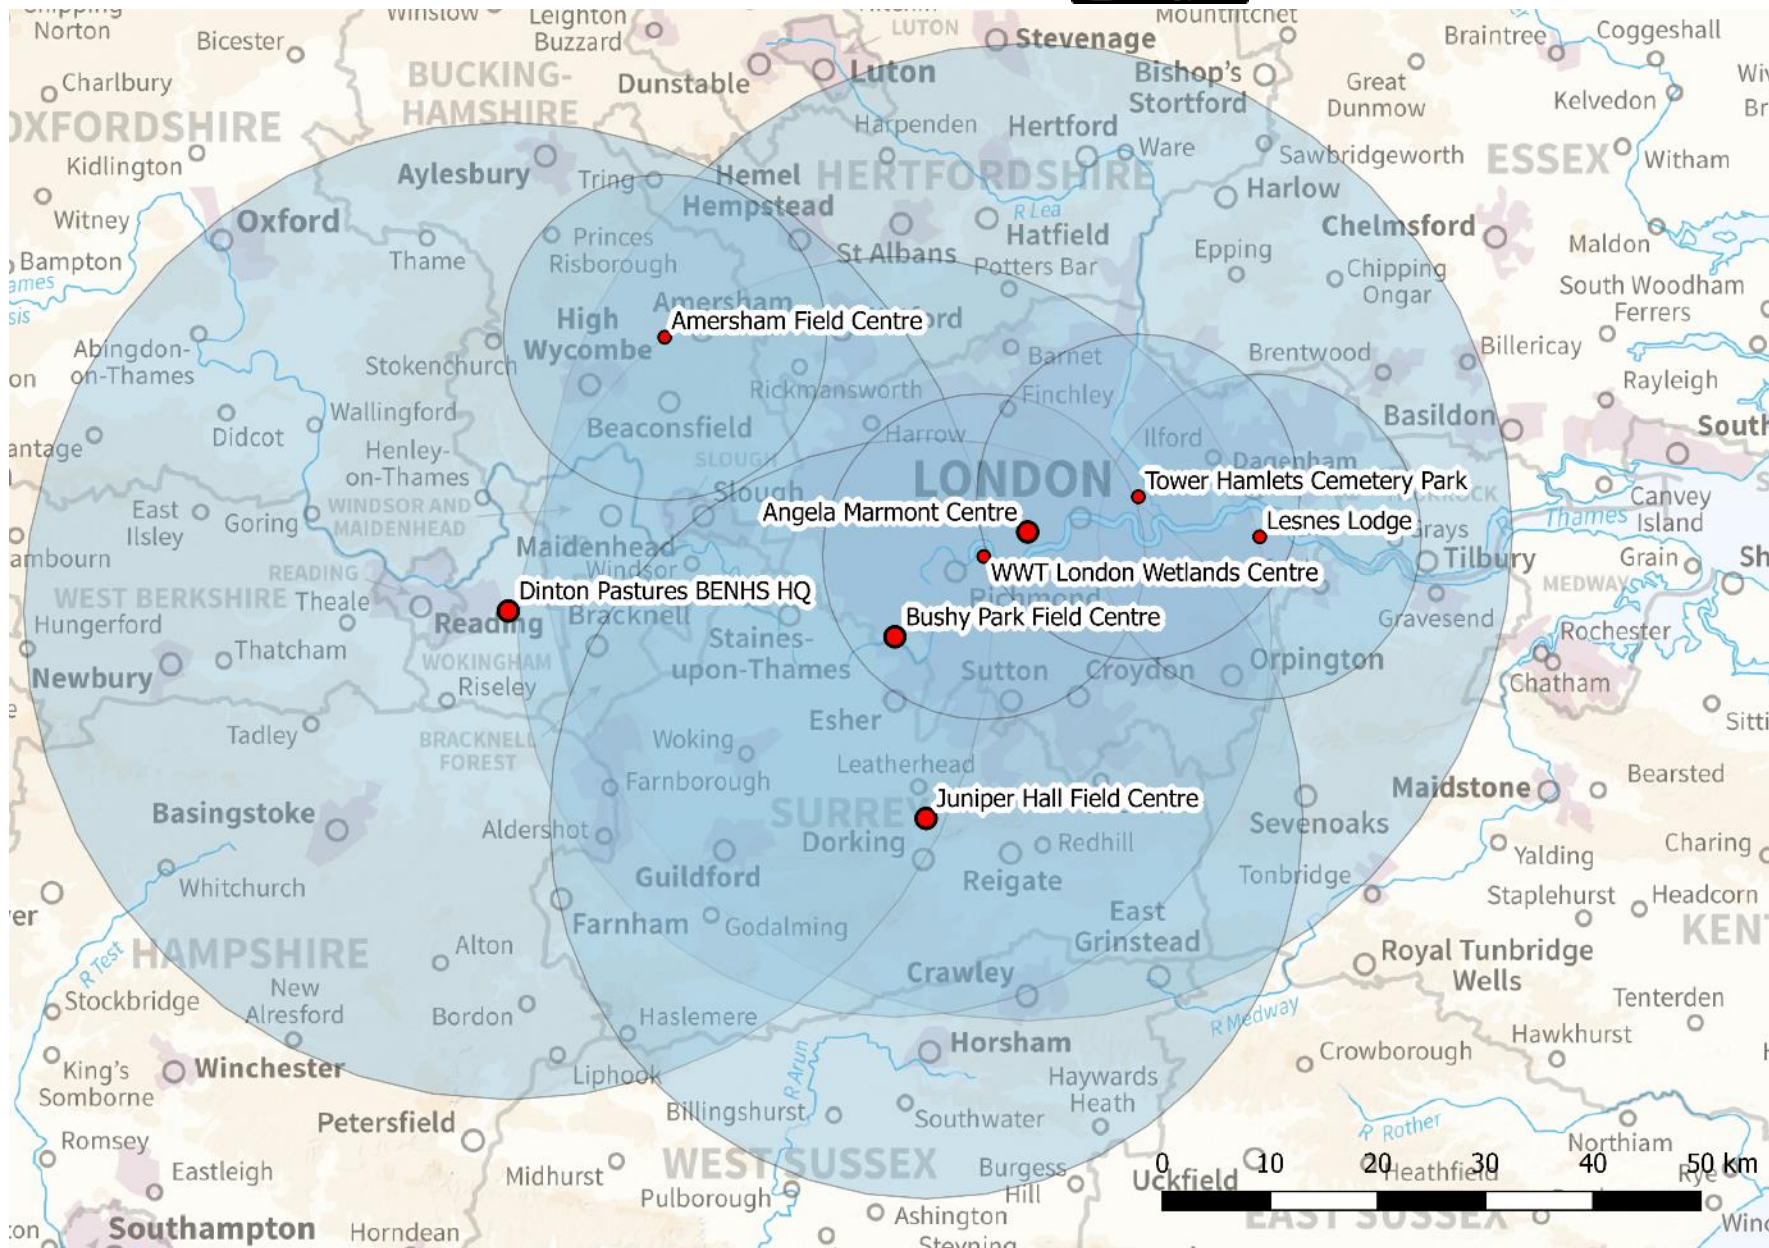 Norton
Winslow
Leighton
Buzzard
LUTON
Mountfitchet
Braintree
Coggeshall
Bicester
Stevenage
Luton
Dunstable
Bishop's
Stortford
Great
Dunmow
Kelvedon
Charlbury
BUCKING-
HAMSHIRE
OXFORDSHIRE
Harpenden
Hertford
Ware
Sawbridgeworth
ESSEX
Witham
Kidlington
Aylesbury
Tring
Hemel
Hempstead
HERTFORDSHIRE
Harlow
Witney
Oxford
R Lea
Hatfield
Chelmsford
Maldon
Bampton
Thame
Princes
Risborough
St Albans
Potters Bar
Epping
Chipping
Ongar
South Woodham
Ferrers
Amersham
High
Wycombe
Amersham Field Centre
Abingdon-
on-Thames
Stokenchurch
Rickmansworth
Barnet
Finchley
Brentwood
Billericay
Rayleigh
Wallingford
Didcot
Henley-
on-Thames
Beaconsfield
Harrow
Ilford
Basildon
SLOUGH
Slough
LONDON
Dagenham
Tower Hamlets Cemetery Park
East
Ilsley
Goring
WINDSOR AND
MAIDENHEAD
Angela Marmont Centre
Lesnes Lodge
Grays
Thames
Canvey
Island
Maidenhead
Windsor
WWT London Wetlands Centre
Tilbury
Grain
READING
WEST BERKSHIRE
Theale
Dinton Pastures BENHS HQ
Richmond
MEDWAY
Hungerford
Reading
Bracknell
Bushy Park Field Centre
Gravesend
Rochester
Thatcham
Newbury
WOKINGHAM
Riseley
Staines-
upon-Thames
Sutton
Croydon
Orpington
Chatham
Tadley
BRACKNELL
FOREST
Woking
Esher
Farnborough
Leatherhead
Maidstone
Bearsted
Basingstoke
Aldershot
SURREY
Juniper Hall Field Centre
Dorking
Redhill
Sevenoaks
Yalding
Charing
Whitchurch
Guildford
Reigate
Tonbridge
Staplehurst
Headcorn
Farnham
Godalming
East
Grinstead
HAMPSHIRE
Alton
Crawley
Royal Tunbridge
Wells
R Test
Stockbridge
New
Alresford
Bordon
Haslemere
R Medway
Tenterden
Hawkhurst
Horsham
Crowborough
King's
Somborne
Winchester
Liphook
R Arun
Haywards
Heath
Petersfield
Billingshurst
Southwater
R Rother
Northiam
Romsey
Eastleigh
Midhurst
WEST SUSSEX
Pulborough
Burgess
Hill
Uckfield
Heathfield
Rye
0 10 20 30 40 50 km
Southampton
Horndean
Ashington
Steyning
EAST SUSSEX